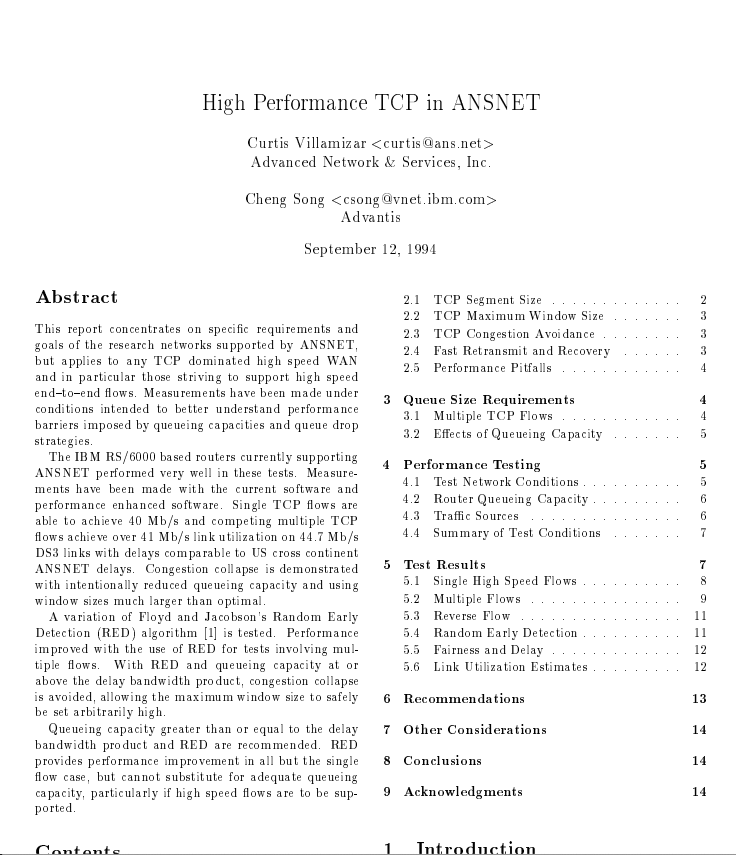 High Performance TCP in ANSNET
Curtis Villamizar <curtis@ans.net>
Advanced Network & Services, Inc.
Cheng Song <csong@vnet.ibm.com>
Advantis
September 12, 1994
Abstract
This report concentrates on specific requirements and
goals of the research networks supported by ANSNET,
but applies to any TCP dominated high speed WAN
and in particular those striving to support high speed
end–to–end flows. Measurements have been made under
conditions intended to better understand performance
barriers imposed by queueing capacities and queue drop
strategies.
The IBM RS/6000 based routers currently supporting
ANSNET performed very well in these tests. Measure-
ments have been made with the current software and
performance enhanced software. Single TCP flows are
able to achieve 40 Mb/s and competing multiple TCP
flows achieve over 41 Mb/s link utilization on 44.7 Mb/s
DS3 links with delays comparable to US cross continent
ANSNET delays. Congestion collapse is demonstrated
with intentionally reduced queueing capacity and using
window sizes much larger than optimal.
A variation of Floyd and Jacobson's Random Early
Detection (RED) algorithm [1] is tested. Performance
improved with the use of RED for tests involving mul-
tiple flows. With RED and queueing capacity at or
above the delay bandwidth product, congestion collapse
is avoided, allowing the maximum window size to safely
be set arbitrarily high.
Queueing capacity greater than or equal to the delay
bandwidth product and RED are recommended. RED
provides performance improvement in all but the single
flow case, but cannot substitute for adequate queueing
capacity, particularly if high speed flows are to be sup-
ported.
Contents
2.1 TCP Segment Size . . . . . . . . . . . . . 2
2.2 TCP Maximum Window Size . . . . . . . 3
2.3 TCP Congestion Avoidance . . . . . . . . 3
2.4 Fast Retransmit and Recovery . . . . . . 3
2.5 Performance Pitfalls . . . . . . . . . . . . 4
3 Queue Size Requirements 4
3.1 Multiple TCP Flows . . . . . . . . . . . . 4
3.2 Effects of Queueing Capacity . . . . . . . 5
4 Performance Testing 5
4.1 Test Network Conditions . . . . . . . . . . 5
4.2 Router Queueing Capacity . . . . . . . . . 6
4.3 Traffic Sources . . . . . . . . . . . . . . . 6
4.4 Summary of Test Conditions . . . . . . . 7
5 Test Results 7
5.1 Single High Speed Flows . . . . . . . . . . 8
5.2 Multiple Flows . . . . . . . . . . . . . . . 9
5.3 Reverse Flow . . . . . . . . . . . . . . . . 11
5.4 Random Early Detection . . . . . . . . . . 11
5.5 Fairness and Delay . . . . . . . . . . . . . 12
5.6 Link Utilization Estimates . . . . . . . . . 12
6 Recommendations 13
7 Other Considerations 14
8 Conclusions 14
9 Acknowledgments 14
1 Introduction